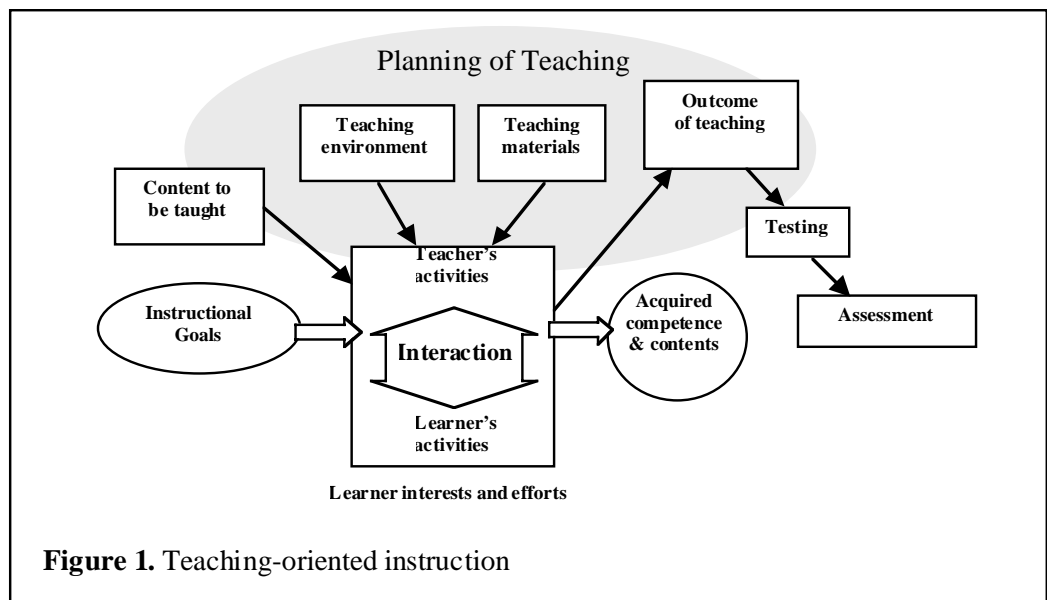 Planning of Teaching
Outcome
of teaching
Teaching
environment
Teaching
materials
Content to
be taught
Testing
Teacher's
activities
Instructional
Goals
Interaction
Acquired
competence
& contents
Assessment
Learner's
activities
Learner interests and efforts
Figure 1. Teaching-oriented instruction